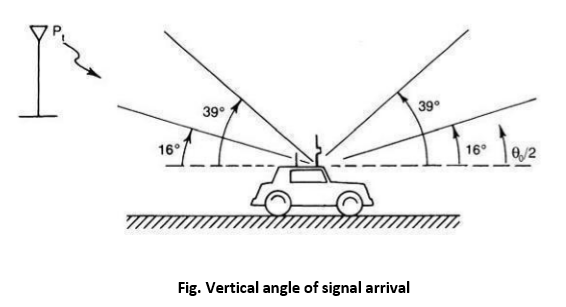 Pt
39°
39°
16°
16°
θ0/2
Fig. Vertical angle of signal arrival